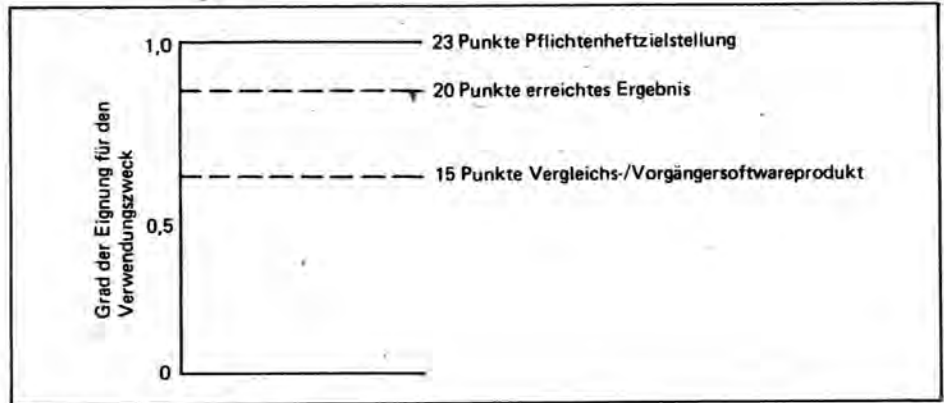 1,0
23 Punkte Pflichtenheftzielstellung
20 Punkte erreichtes Ergebnis
15 Punkte Vergleichs-/Vorgängersoftwareprodukt
0,5
0
Grad der Eignung für den
Verwendungszweck